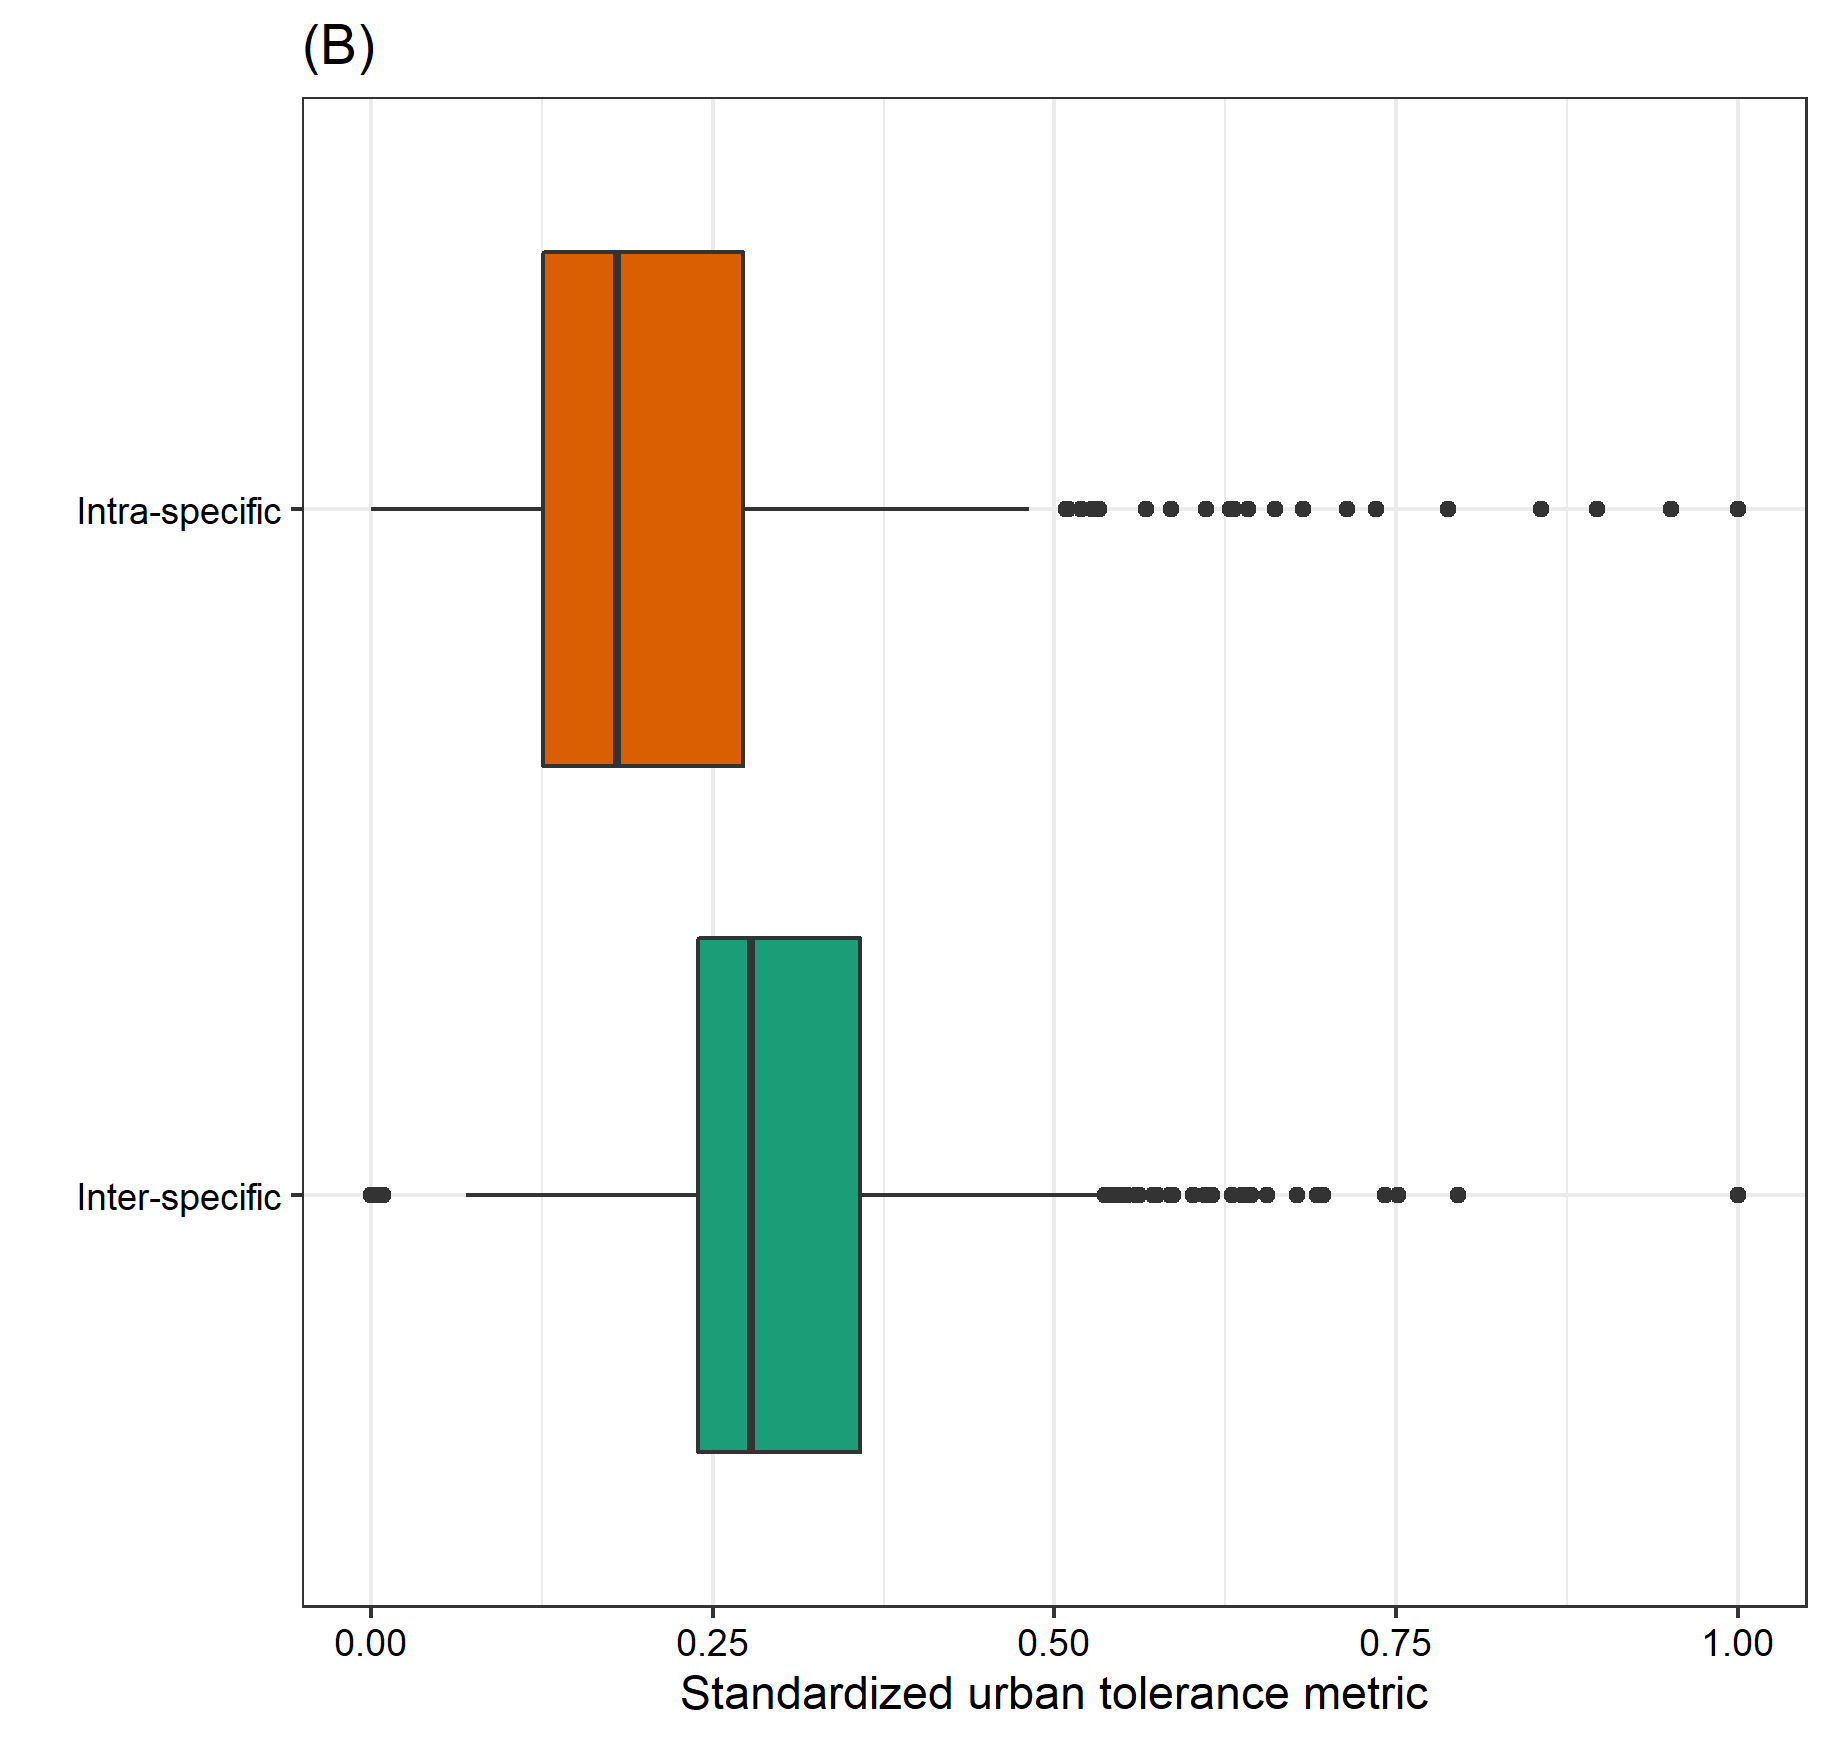 (B)
Intra-specific
Inter-specific
0.00 0.25 0.50 0.75 1.00
Standardized urban tolerance metric